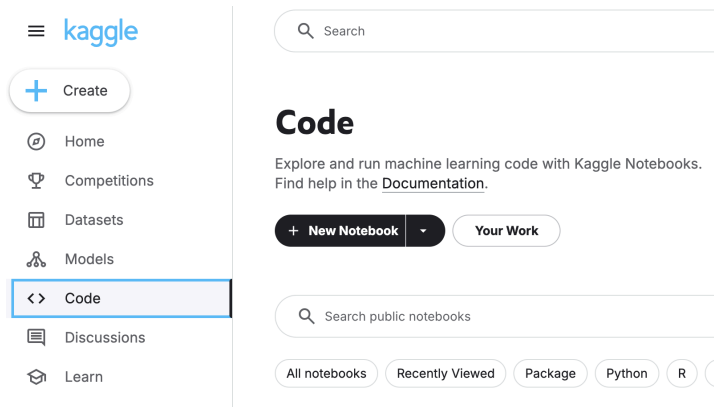 kaggle
Create
Home
Competitions
Datasets
Models
Code
Discussions
Learn
Search
Code
Explore and run machine learning code with Kaggle Notebooks.
Find help in the Documentation.
+ New Notebook
Your Work
Search public notebooks
All notebooks Recently Viewed Package Python R